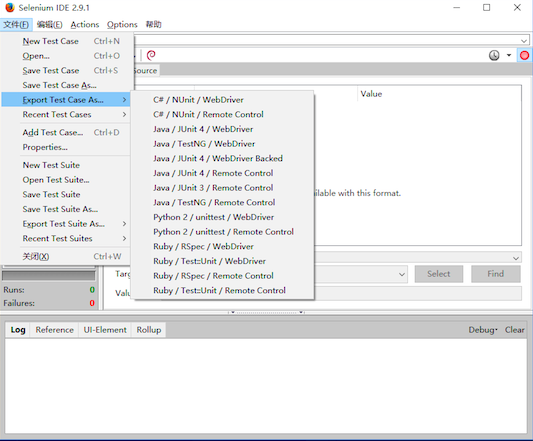 Selenium IDE 2.9.1
文件(F) 编辑(E) Actions Options 帮助
New Test Case Ctrl+N
Open... Ctrl+O
Save Test Case Ctrl+S
Save Test Case As...
Export Test Case As...
Recent Test Cases
Add Test Case... Ctrl+D
Properties...
New Test Suite
Open Test Suite...
Save Test Suite
Save Test Suite As...
Export Test Suite As...
Recent Test Suites
关闭(X) Ctrl+W
Source
Value
C# / NUnit / WebDriver
C# / NUnit / Remote Control
Java / JUnit 4 / WebDriver
Java / TestNG / WebDriver
Java / JUnit 4 / WebDriver Backed
Java / JUnit 4 / Remote Control
Java / JUnit 3 / Remote Control
Java / TestNG / Remote Control
Python 2 / unittest / WebDriver
Python 2 / unittest / Remote Control
Ruby / RSpec / WebDriver
Ruby / Test::Unit / WebDriver
Ruby / RSpec / Remote Control
Ruby / Test::Unit / Remote Control
ilable with this format.
Targ
Select Find
Valu
Runs: 0
Failures: 0
Log Reference UI-Element Rollup Debug Clear